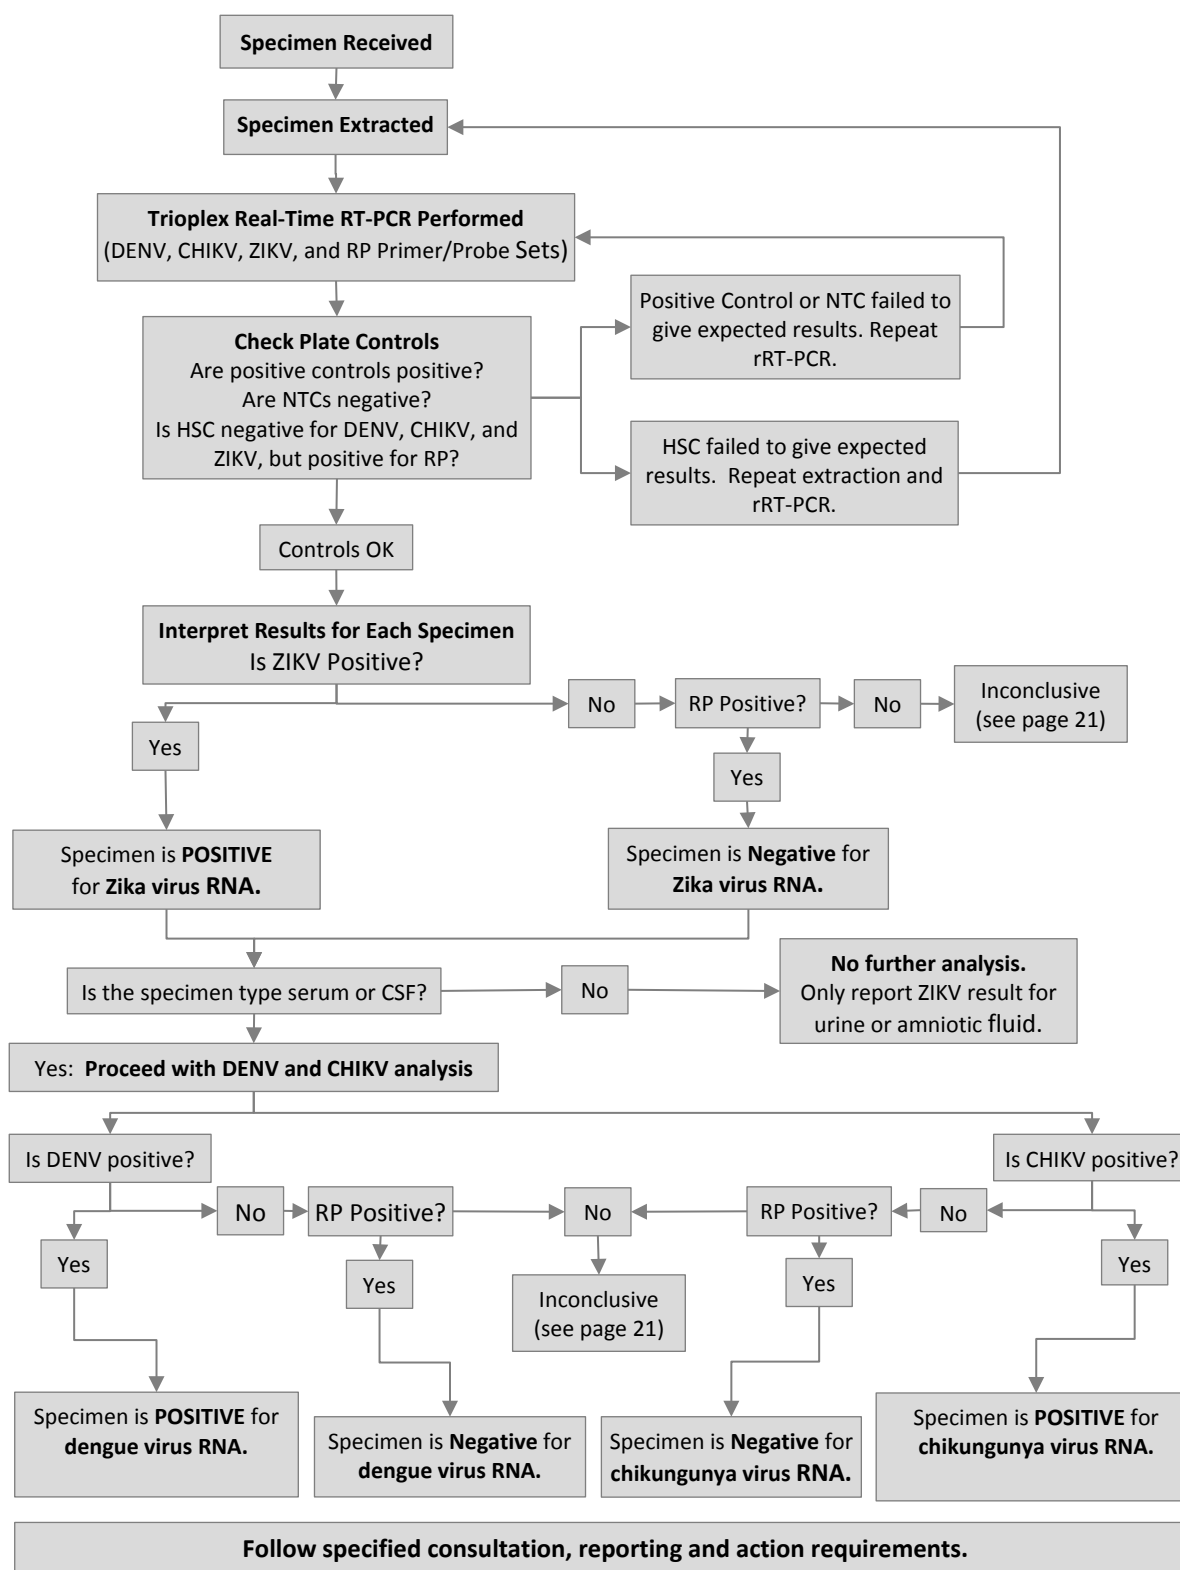 Specimen Received
Specimen Extracted
Trioplex Real-Time RT-PCR Performed
(DENV, CHIKV, ZIKV, and RP Primer/Probe Sets)
Check Plate Controls
Are positive controls positive?
Are NTCs negative?
Is HSC negative for DENV, CHIKV, and
ZIKV, but positive for RP?
Positive Control or NTC failed to
give expected results. Repeat
rRT-PCR.
HSC failed to give expected
results. Repeat extraction and
rRT-PCR.
Controls OK
Interpret Results for Each Specimen
Is ZIKV Positive?
No
RP Positive?
No
Inconclusive
(see page 21)
Yes
Yes
Specimen is POSITIVE
for Zika virus RNA.
Specimen is Negative for
Zika virus RNA.
Is the specimen type serum or CSF?
No
No further analysis.
Only report ZIKV result for
urine or amniotic fluid.
Yes: Proceed with DENV and CHIKV analysis
Is DENV positive?
Is CHIKV positive?
No
RP Positive?
No
RP Positive?
No
Yes
Yes
Inconclusive
(see page 21)
Yes
Yes
Specimen is POSITIVE for
dengue virus RNA.
Specimen is Negative for
dengue virus RNA.
Specimen is Negative for
chikungunya virus RNA.
Specimen is POSITIVE for
chikungunya virus RNA.
Follow specified consultation, reporting and action requirements.